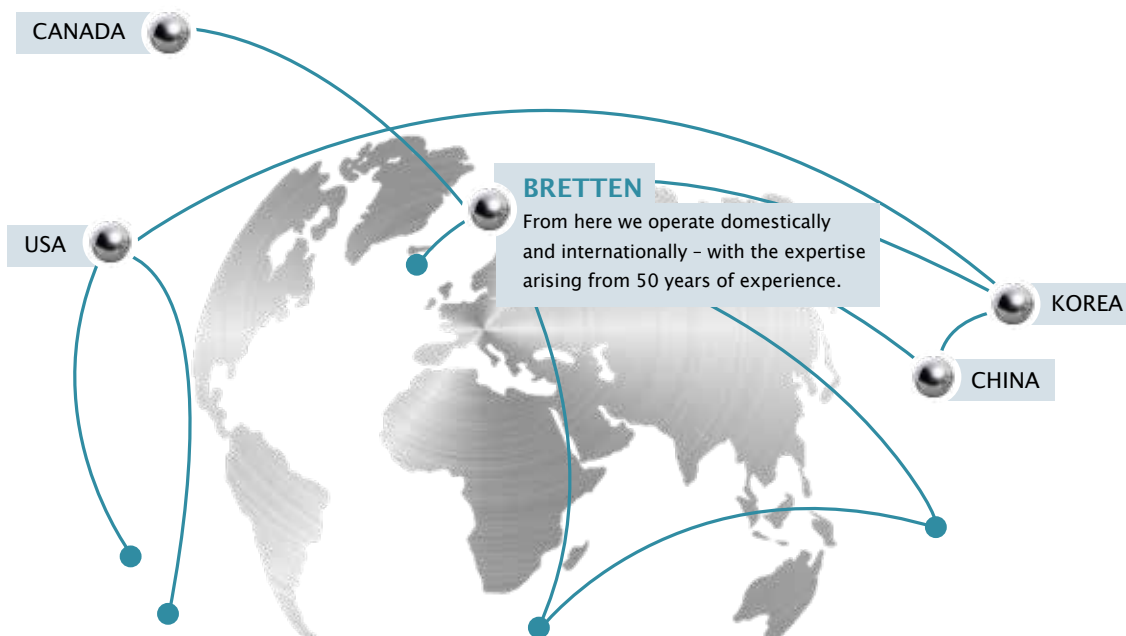 CANADA
BRETTEN
From here we operate domestically
and internationally – with the expertise
arising from 50 years of experience.
USA
KOREA
CHINA